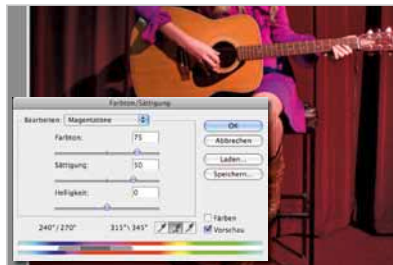 Farbton/Sättigung
Bearbeiten: Magentatöne
OK
Farbton: 75
Abbrechen
Sättigung: 50
Laden...
Speichern...
Helligkeit: 0
Färben
240°/270° 315°\345° Vorschau